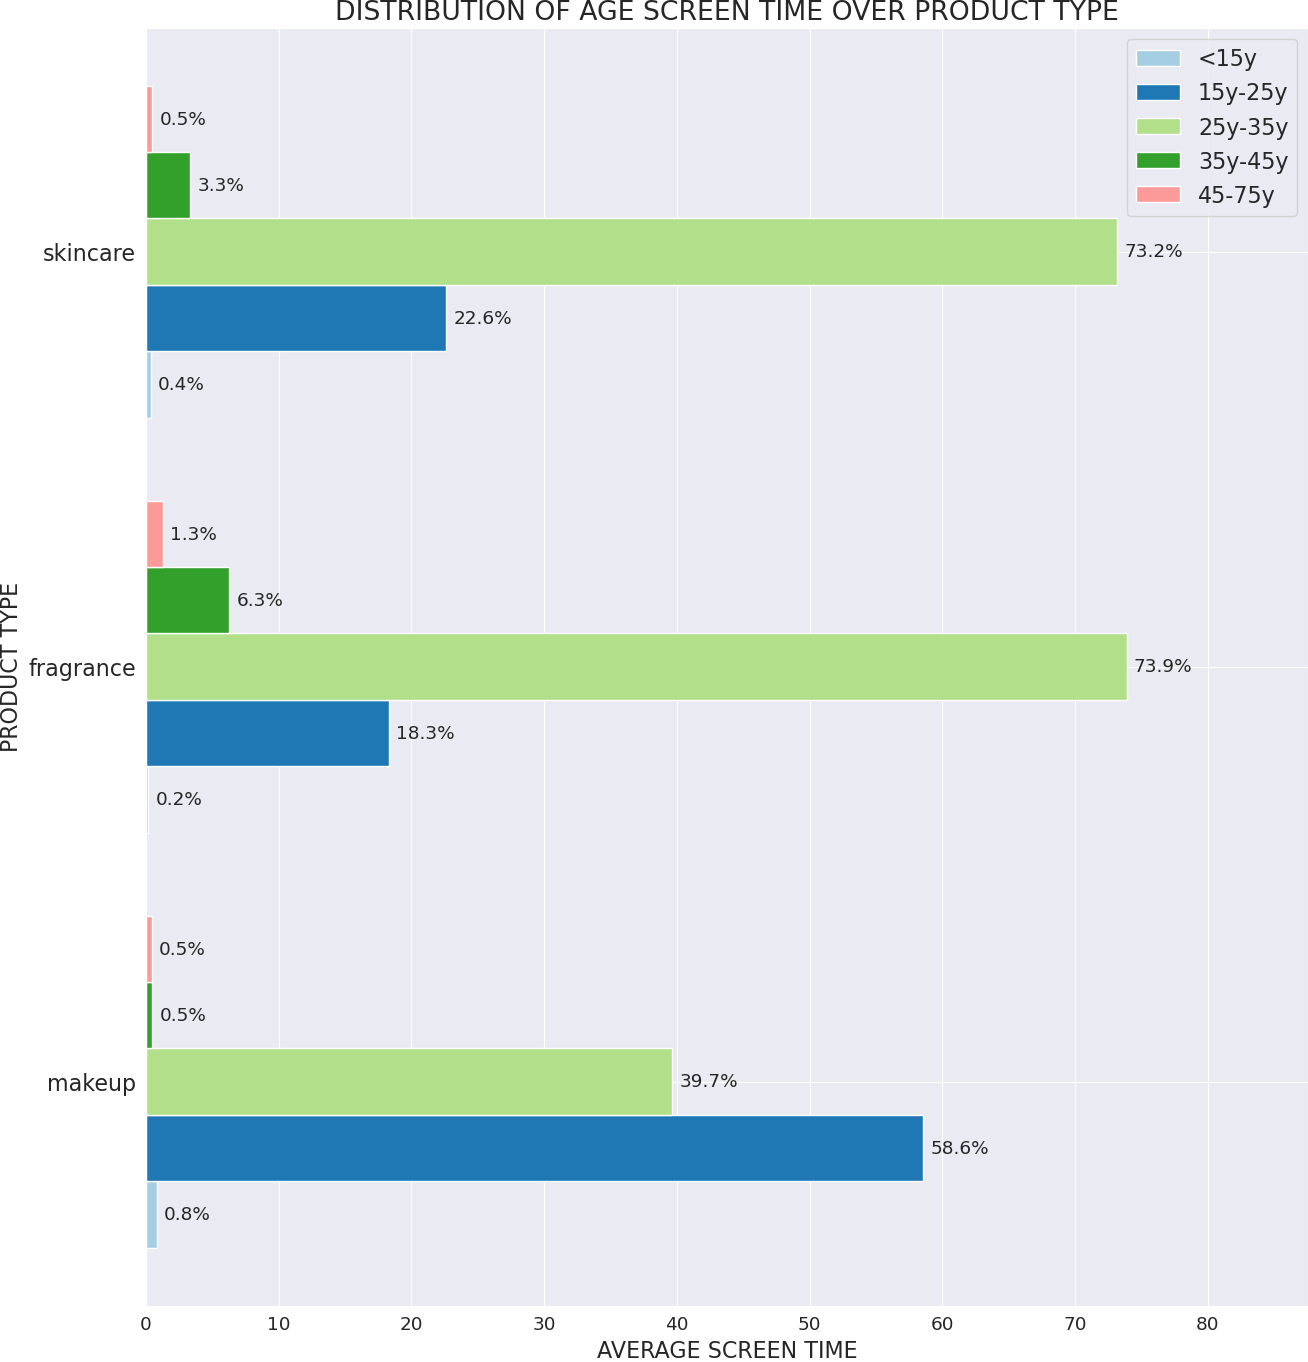 DISTRIBUTION OF AGE SCREEN TIME OVER PRODUCT TYPE
<15y
15y-25y
25y-35y
35y-45y
45-75y
PRODUCT TYPE
skincare
0.5%
3.3%
73.2%
22.6%
0.4%
fragrance
1.3%
6.3%
73.9%
18.3%
0.2%
makeup
0.5%
0.5%
39.7%
58.6%
0.8%
0 10 20 30 40 50 60 70 80
AVERAGE SCREEN TIME